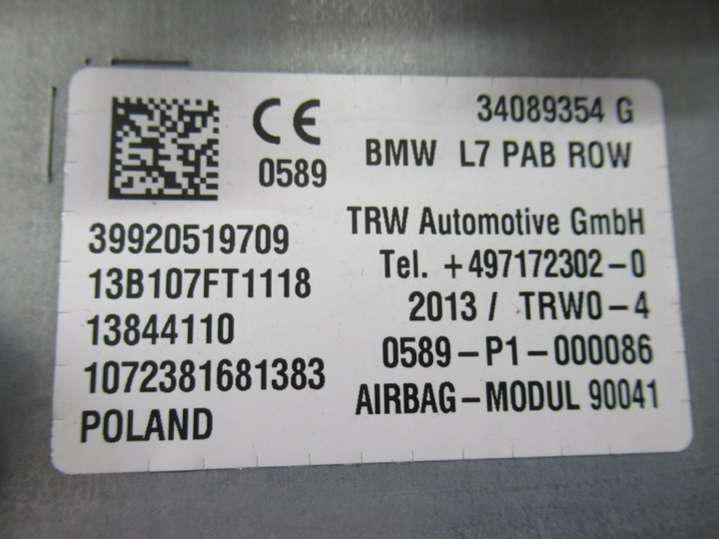 CE 34089354 G
0589 BMW L7 PAB ROW
39920519709 TRW Automotive GmbH
13B107FT1118 Tel. +497172302-0
13844110 2013 / TRW0-4
1072381681383 0589-P1-000086
POLAND AIRBAG-MODUL 90041